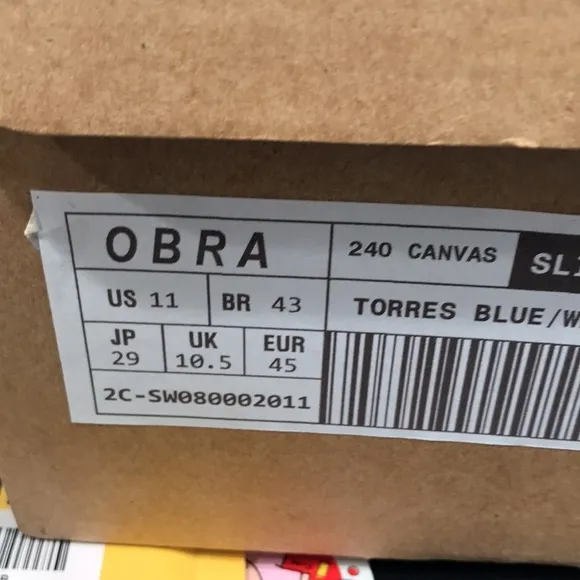 OBRA
240 CANVAS
US 11 BR 43
TORRES BLUE/W
JP 29 UK 10.5 EUR 45
2C-SW080002011